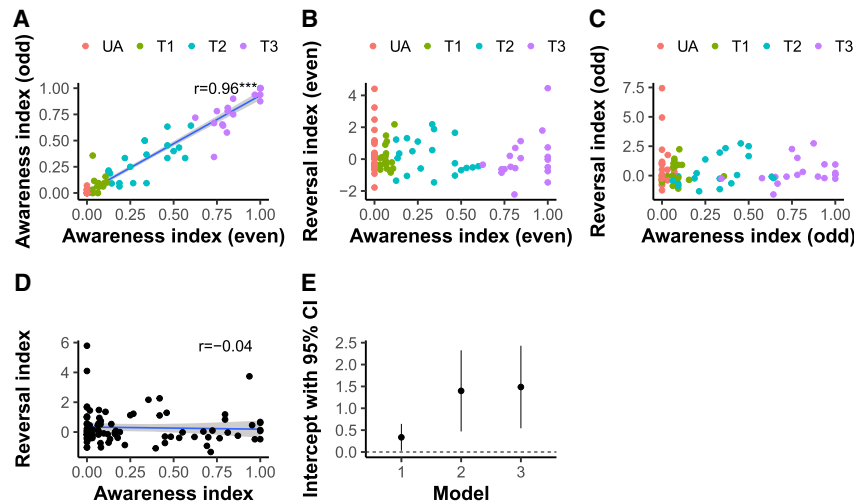 A
UA T1 T2 T3
Awareness index (odd)
1.00
0.75
0.50
0.25
0.00
r=0.96***
0.00 0.25 0.50 0.75 1.00
Awareness index (even)
B
UA T1 T2 T3
Reversal index (even)
4
2
0
−2
0.00 0.25 0.50 0.75 1.00
Awareness index (even)
C
UA T1 T2 T3
Reversal index (odd)
7.5
5.0
2.5
0.0
0.00 0.25 0.50 0.75 1.00
Awareness index (odd)
D
Reversal index
6
4
2
0
r=−0.04
0.00 0.25 0.50 0.75 1.00
Awareness index
E
Intercept with 95% CI
2.5
2.0
1.5
1.0
0.5
0.0
1 2 3
Model